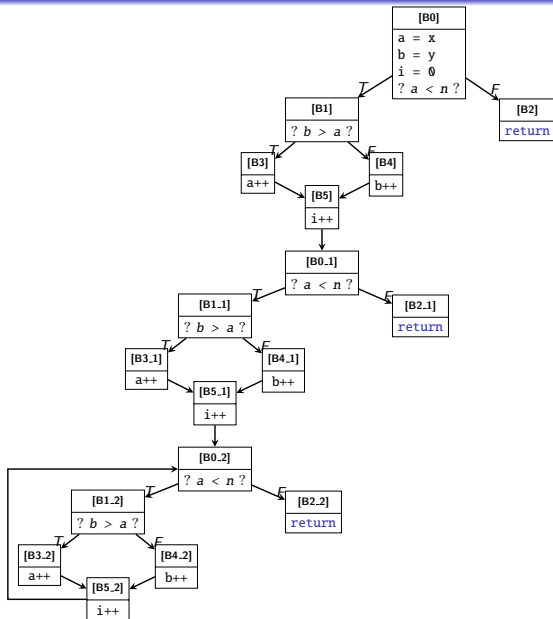 [B0]
a = x
b = y
i = 0
? a < n ?
T
F
[B1]
? b > a ?
[B2]
return
T
F
[B3]
a++
[B4]
b++
[B5]
i++
[B0_1]
? a < n ?
T
F
[B1_1]
? b > a ?
[B2_1]
return
T
F
[B3_1]
a++
[B4_1]
b++
[B5_1]
i++
[B0_2]
? a < n ?
T
F
[B1_2]
? b > a ?
[B2_2]
return
T
F
[B3_2]
a++
[B4_2]
b++
[B5_2]
i++